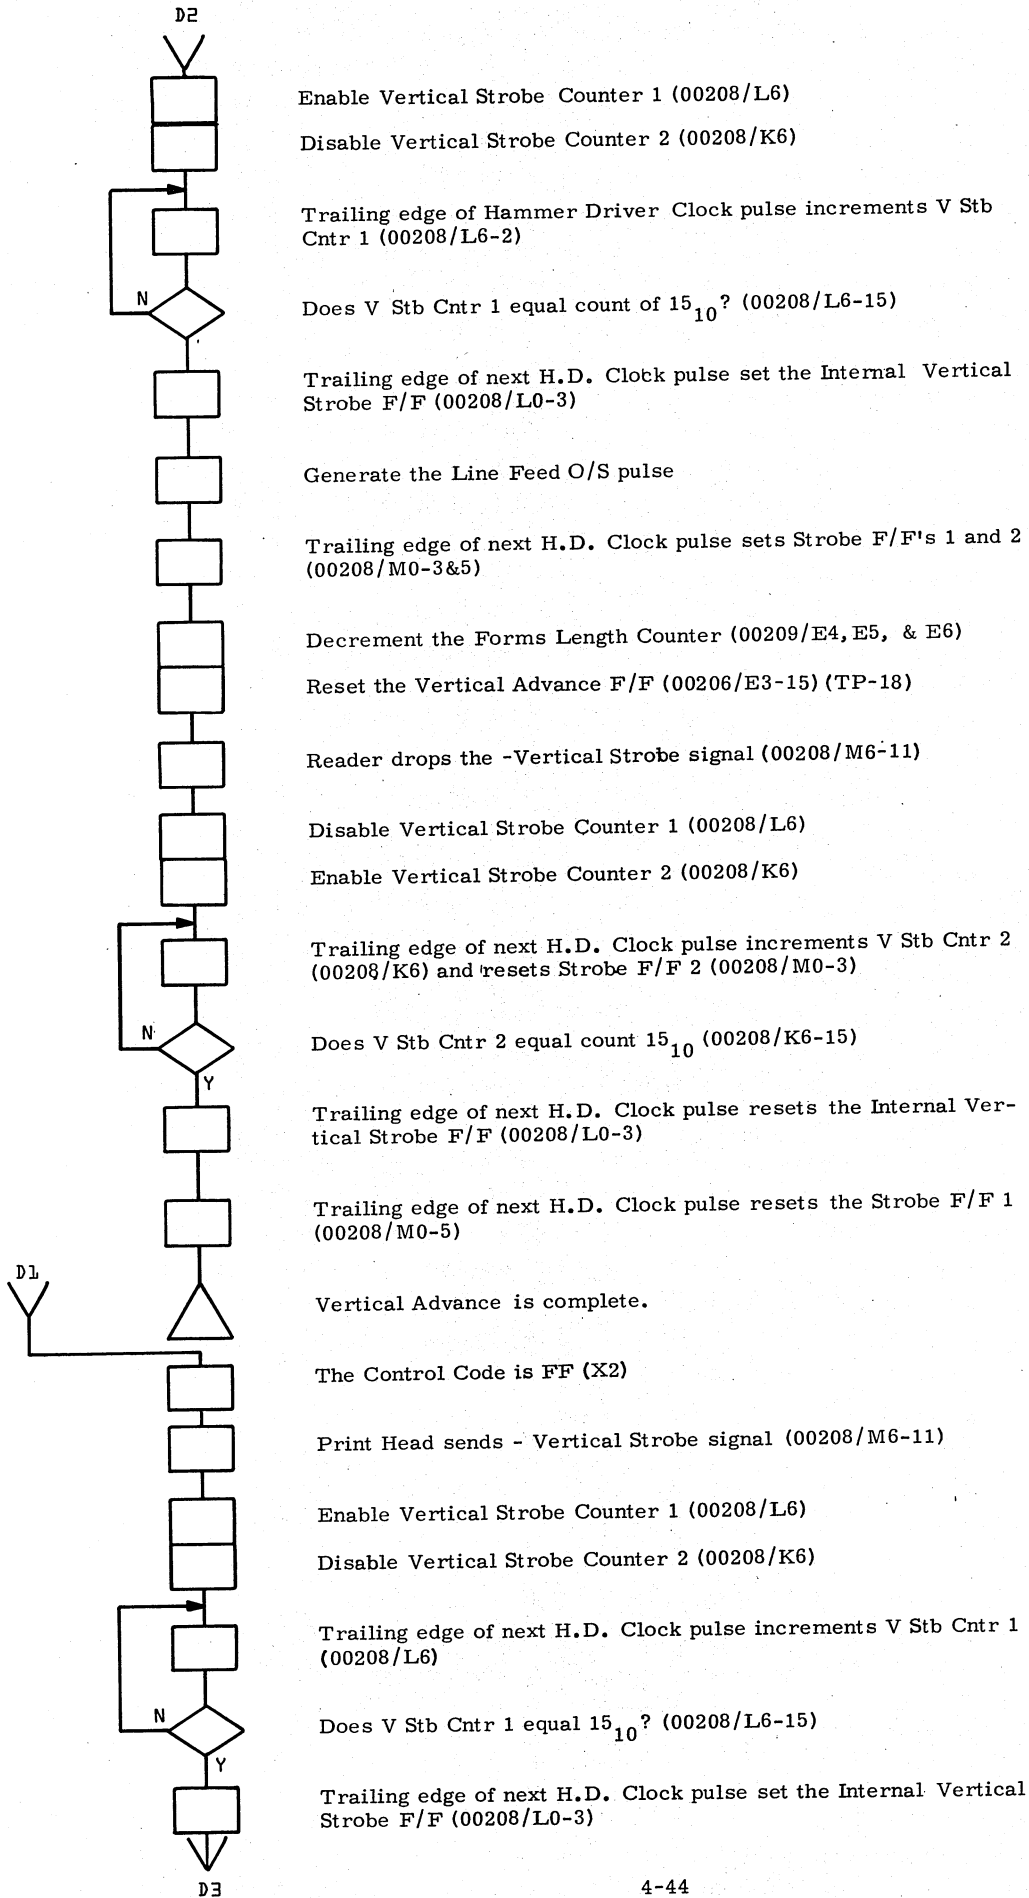 D2
Enable Vertical Strobe Counter 1 (00208/L6)
Disable Vertical Strobe Counter 2 (00208/K6)
Trailing edge of Hammer Driver Clock pulse increments V Stb
Cntr 1 (00208/L6-2)
N
Does V Stb Cntr 1 equal count of 15₁₀? (00208/L6-15)
Trailing edge of next H.D. Clock pulse set the Internal Vertical
Strobe F/F (00208/L0-3)
Generate the Line Feed O/S pulse
Trailing edge of next H.D. Clock pulse sets Strobe F/F's 1 and 2
(00208/M0-3&5)
Decrement the Forms Length Counter (00209/E4, E5, & E6)
Reset the Vertical Advance F/F (00206/E3-15) (TP-18)
Reader drops the -Vertical Strobe signal (00208/M6-11)
Disable Vertical Strobe Counter 1 (00208/L6)
Enable Vertical Strobe Counter 2 (00208/K6)
Trailing edge of next H.D. Clock pulse increments V Stb Cntr 2
(00208/K6) and resets Strobe F/F 2 (00208/M0-3)
N
Does V Stb Cntr 2 equal count 15₁₀ (00208/K6-15)
Y
Trailing edge of next H.D. Clock pulse resets the Internal Ver-
tical Strobe F/F (00208/L0-3)
Trailing edge of next H.D. Clock pulse resets the Strobe F/F 1
(00208/M0-5)
D1
Vertical Advance is complete.
The Control Code is FF (X2)
Print Head sends - Vertical Strobe signal (00208/M6-11)
Enable Vertical Strobe Counter 1 (00208/L6)
Disable Vertical Strobe Counter 2 (00208/K6)
Trailing edge of next H.D. Clock pulse increments V Stb Cntr 1
(00208/L6)
N
Does V Stb Cntr 1 equal 15₁₀? (00208/L6-15)
Y
Trailing edge of next H.D. Clock pulse set the Internal Vertical
Strobe F/F (00208/L0-3)
D3
4-44